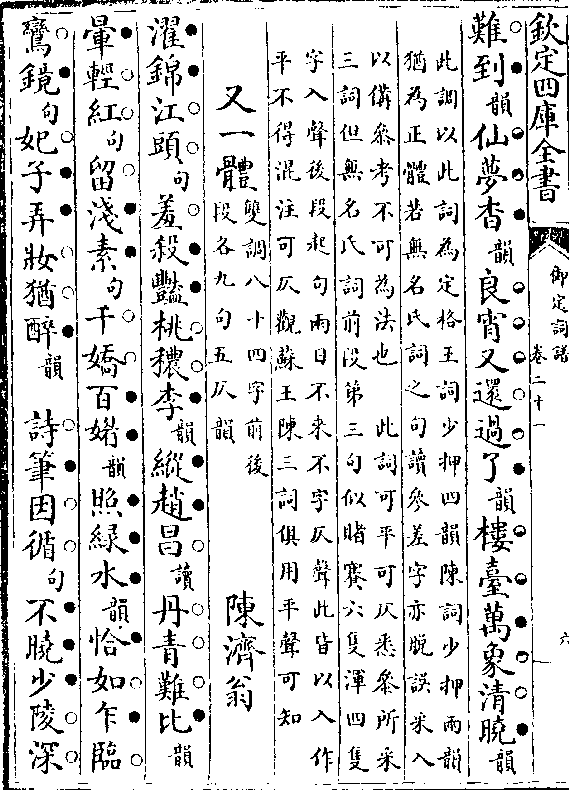 欽定四庫全書
御定詞譜
卷二十一
六
難到韻仙夢杳韻良宵又還過了韻樓臺萬象清曉韻
此調以此詞為定格王詞少押四韻陳詞少押兩韻
猶為正體若無名氏詞之句讀參差字亦脱誤采入
以備參考不可為法也　此詞可平可仄悉參所采
三詞但無名氏詞前段第三句似賭賽六隻渾四隻
字入聲後段起句兩日不來不字仄聲此皆以入作
平不得混注可仄觀蘇王陳三詞俱用平聲可知
又一體雙調八十四字前後
段各九句五仄韻
陳濟翁
濯錦江頭句羞殺豔桃穠李韻縱趙昌讀丹青難比韻
暈輕紅句留淺素句千嬌百媚韻照緑水韻恰如乍臨
鸞鏡句妃子弄妝猶醉韻　詩筆因循句不曉少陵深